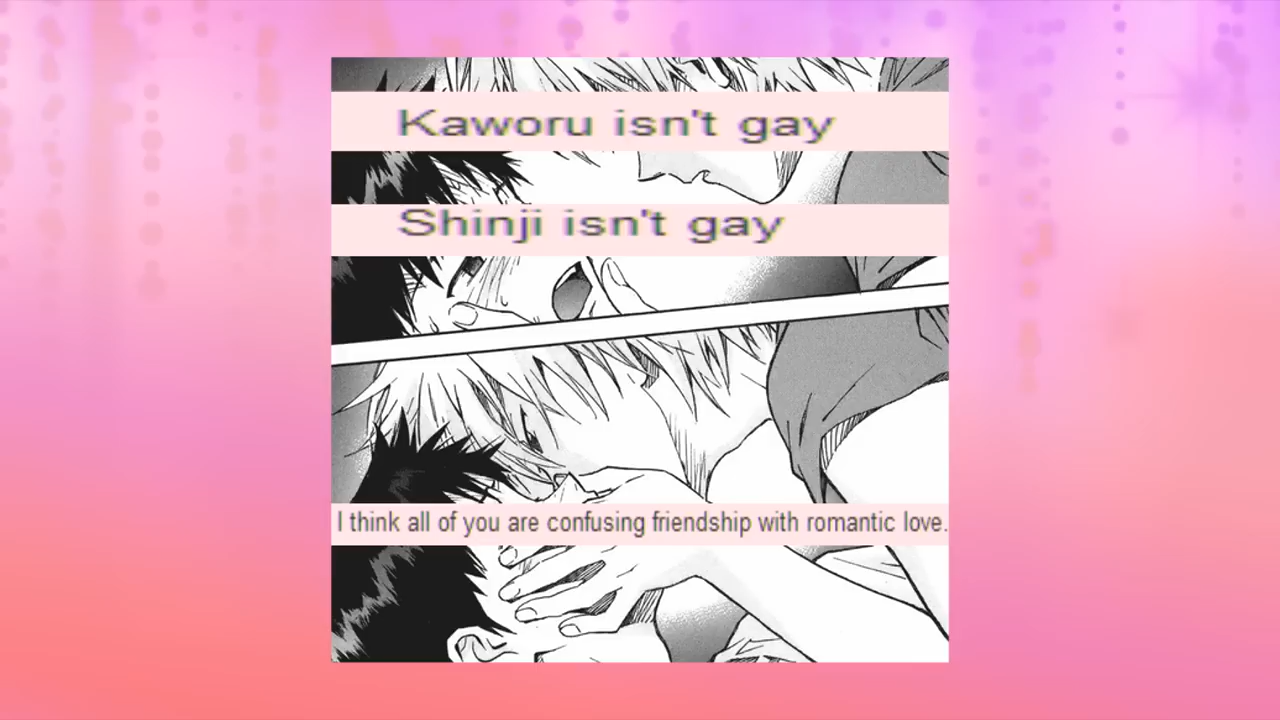 Kaworu isn't gay
Shinji isn't gay
I think all of you are confusing friendship with romantic love.